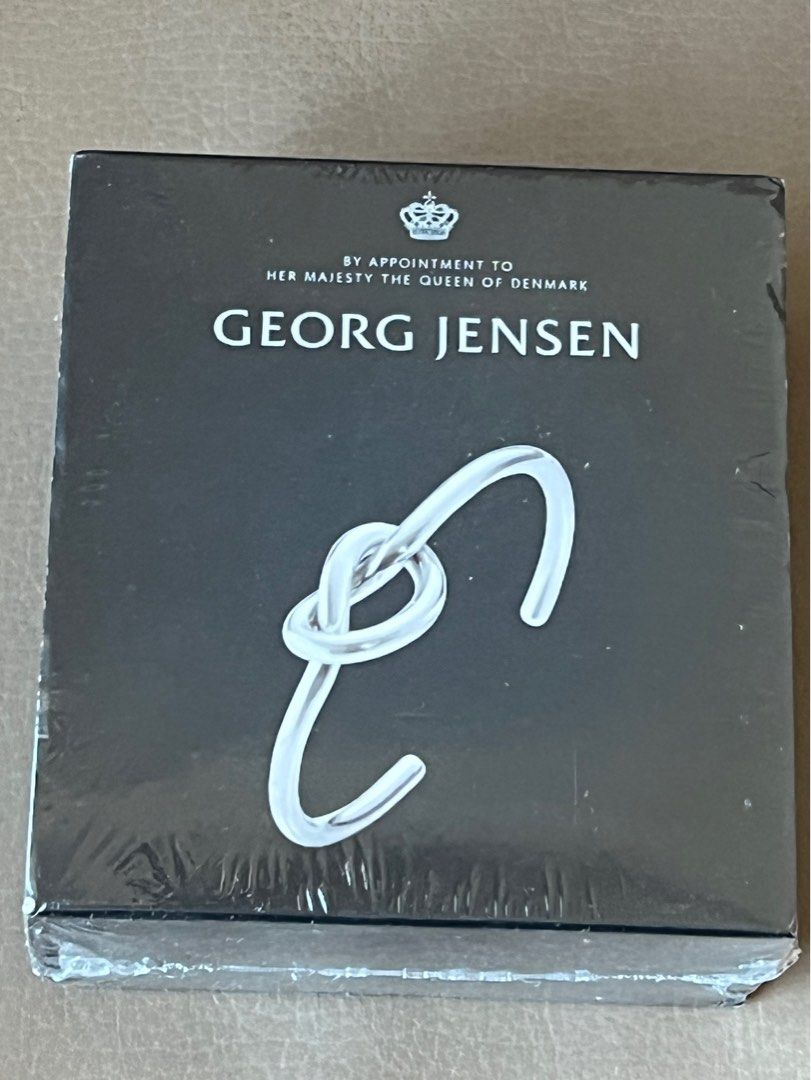 BY APPOINTMENT TO
HER MAJESTY THE QUEEN OF DENMARK
GEORG JENSEN